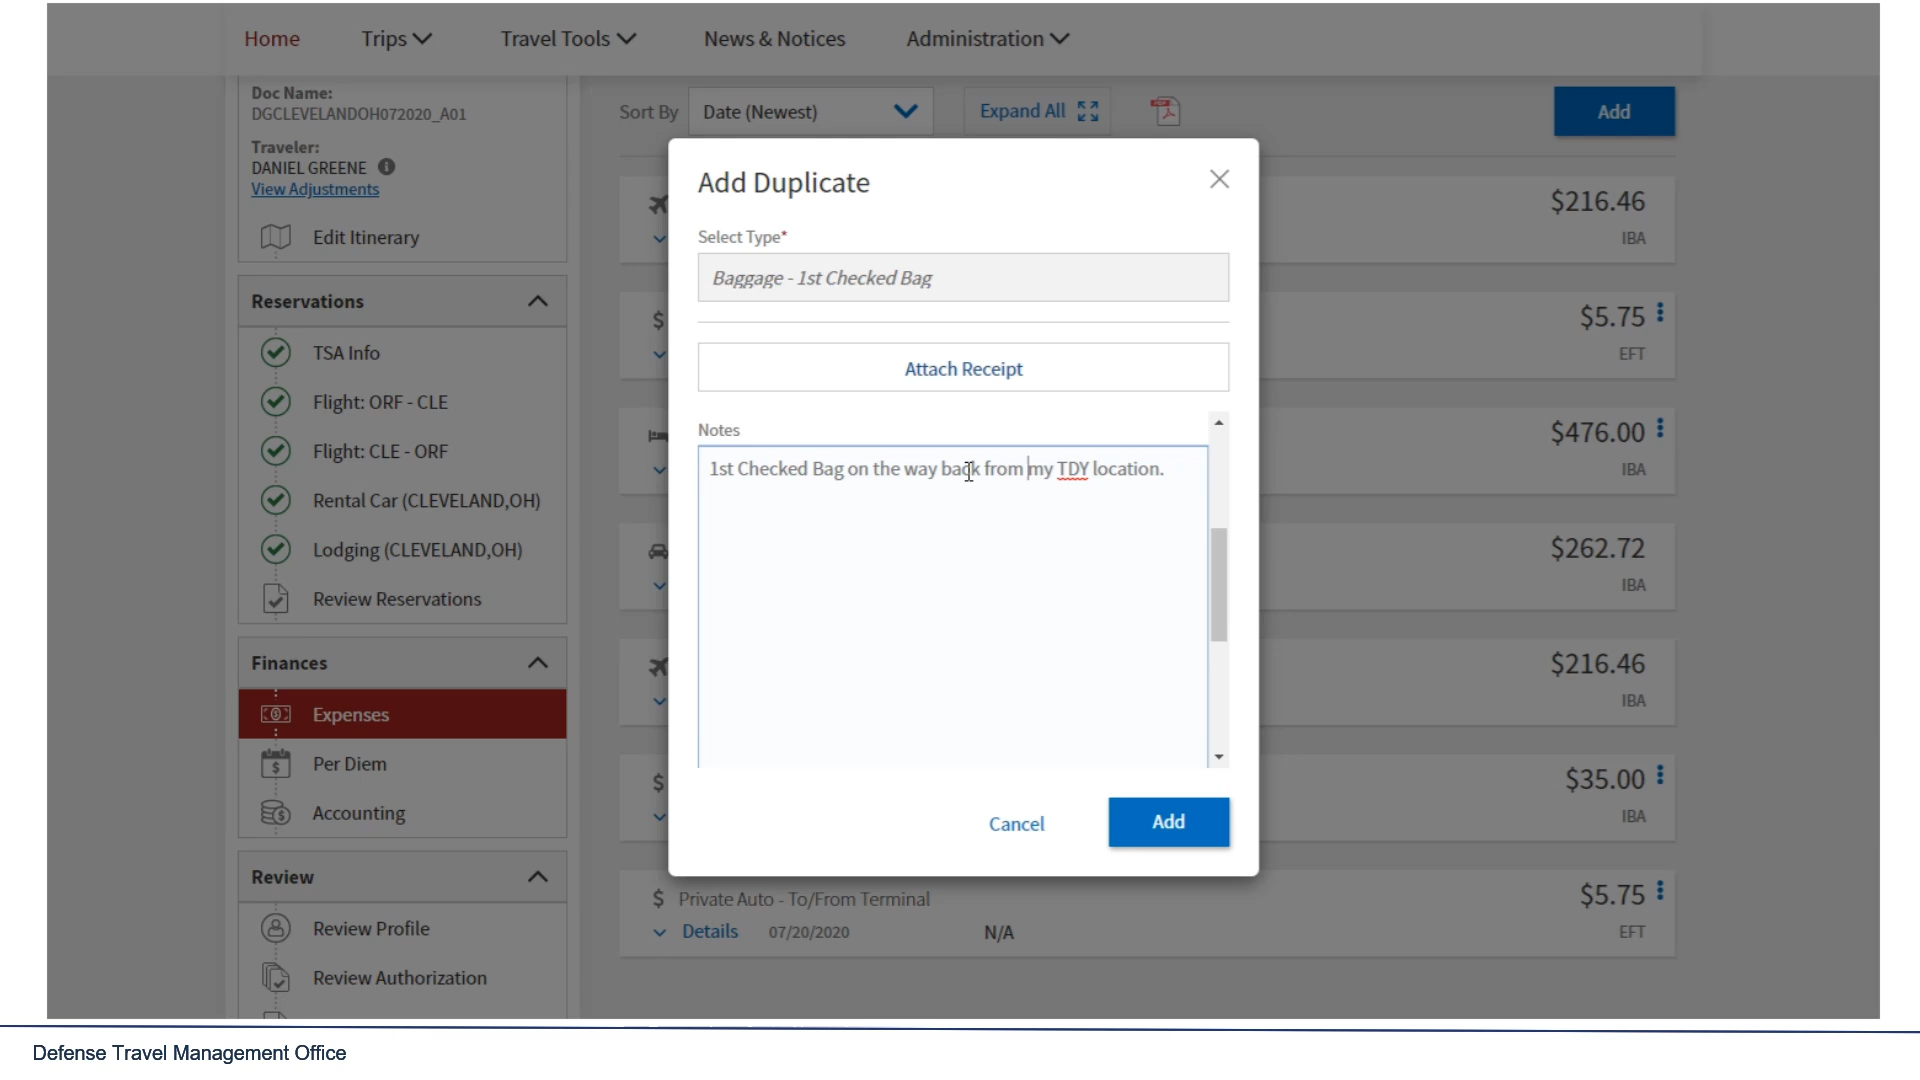 Home Trips Travel Tools News & Notices Administration
Doc Name:
DGCLEVELANDOH072020_A01
Traveler:
DANIEL GREENE
View Adjustments
Edit Itinerary
Reservations
TSA Info
Flight: ORF - CLE
Flight: CLE - ORF
Rental Car (CLEVELAND,OH)
Lodging (CLEVELAND,OH)
Review Reservations
Finances
Expenses
Per Diem
Accounting
Review
Review Profile
Review Authorization
Sort By Date (Newest) Expand All Add
Add Duplicate
Select Type*
Baggage - 1st Checked Bag
Attach Receipt
Notes
1st Checked Bag on the way back from my TDY location.
Cancel Add
$216.46
IBA
$5.75
EFT
$476.00
IBA
$262.72
IBA
$216.46
IBA
$35.00
IBA
$ Private Auto - To/From Terminal $5.75
Details 07/20/2020 N/A EFT
Defense Travel Management Office